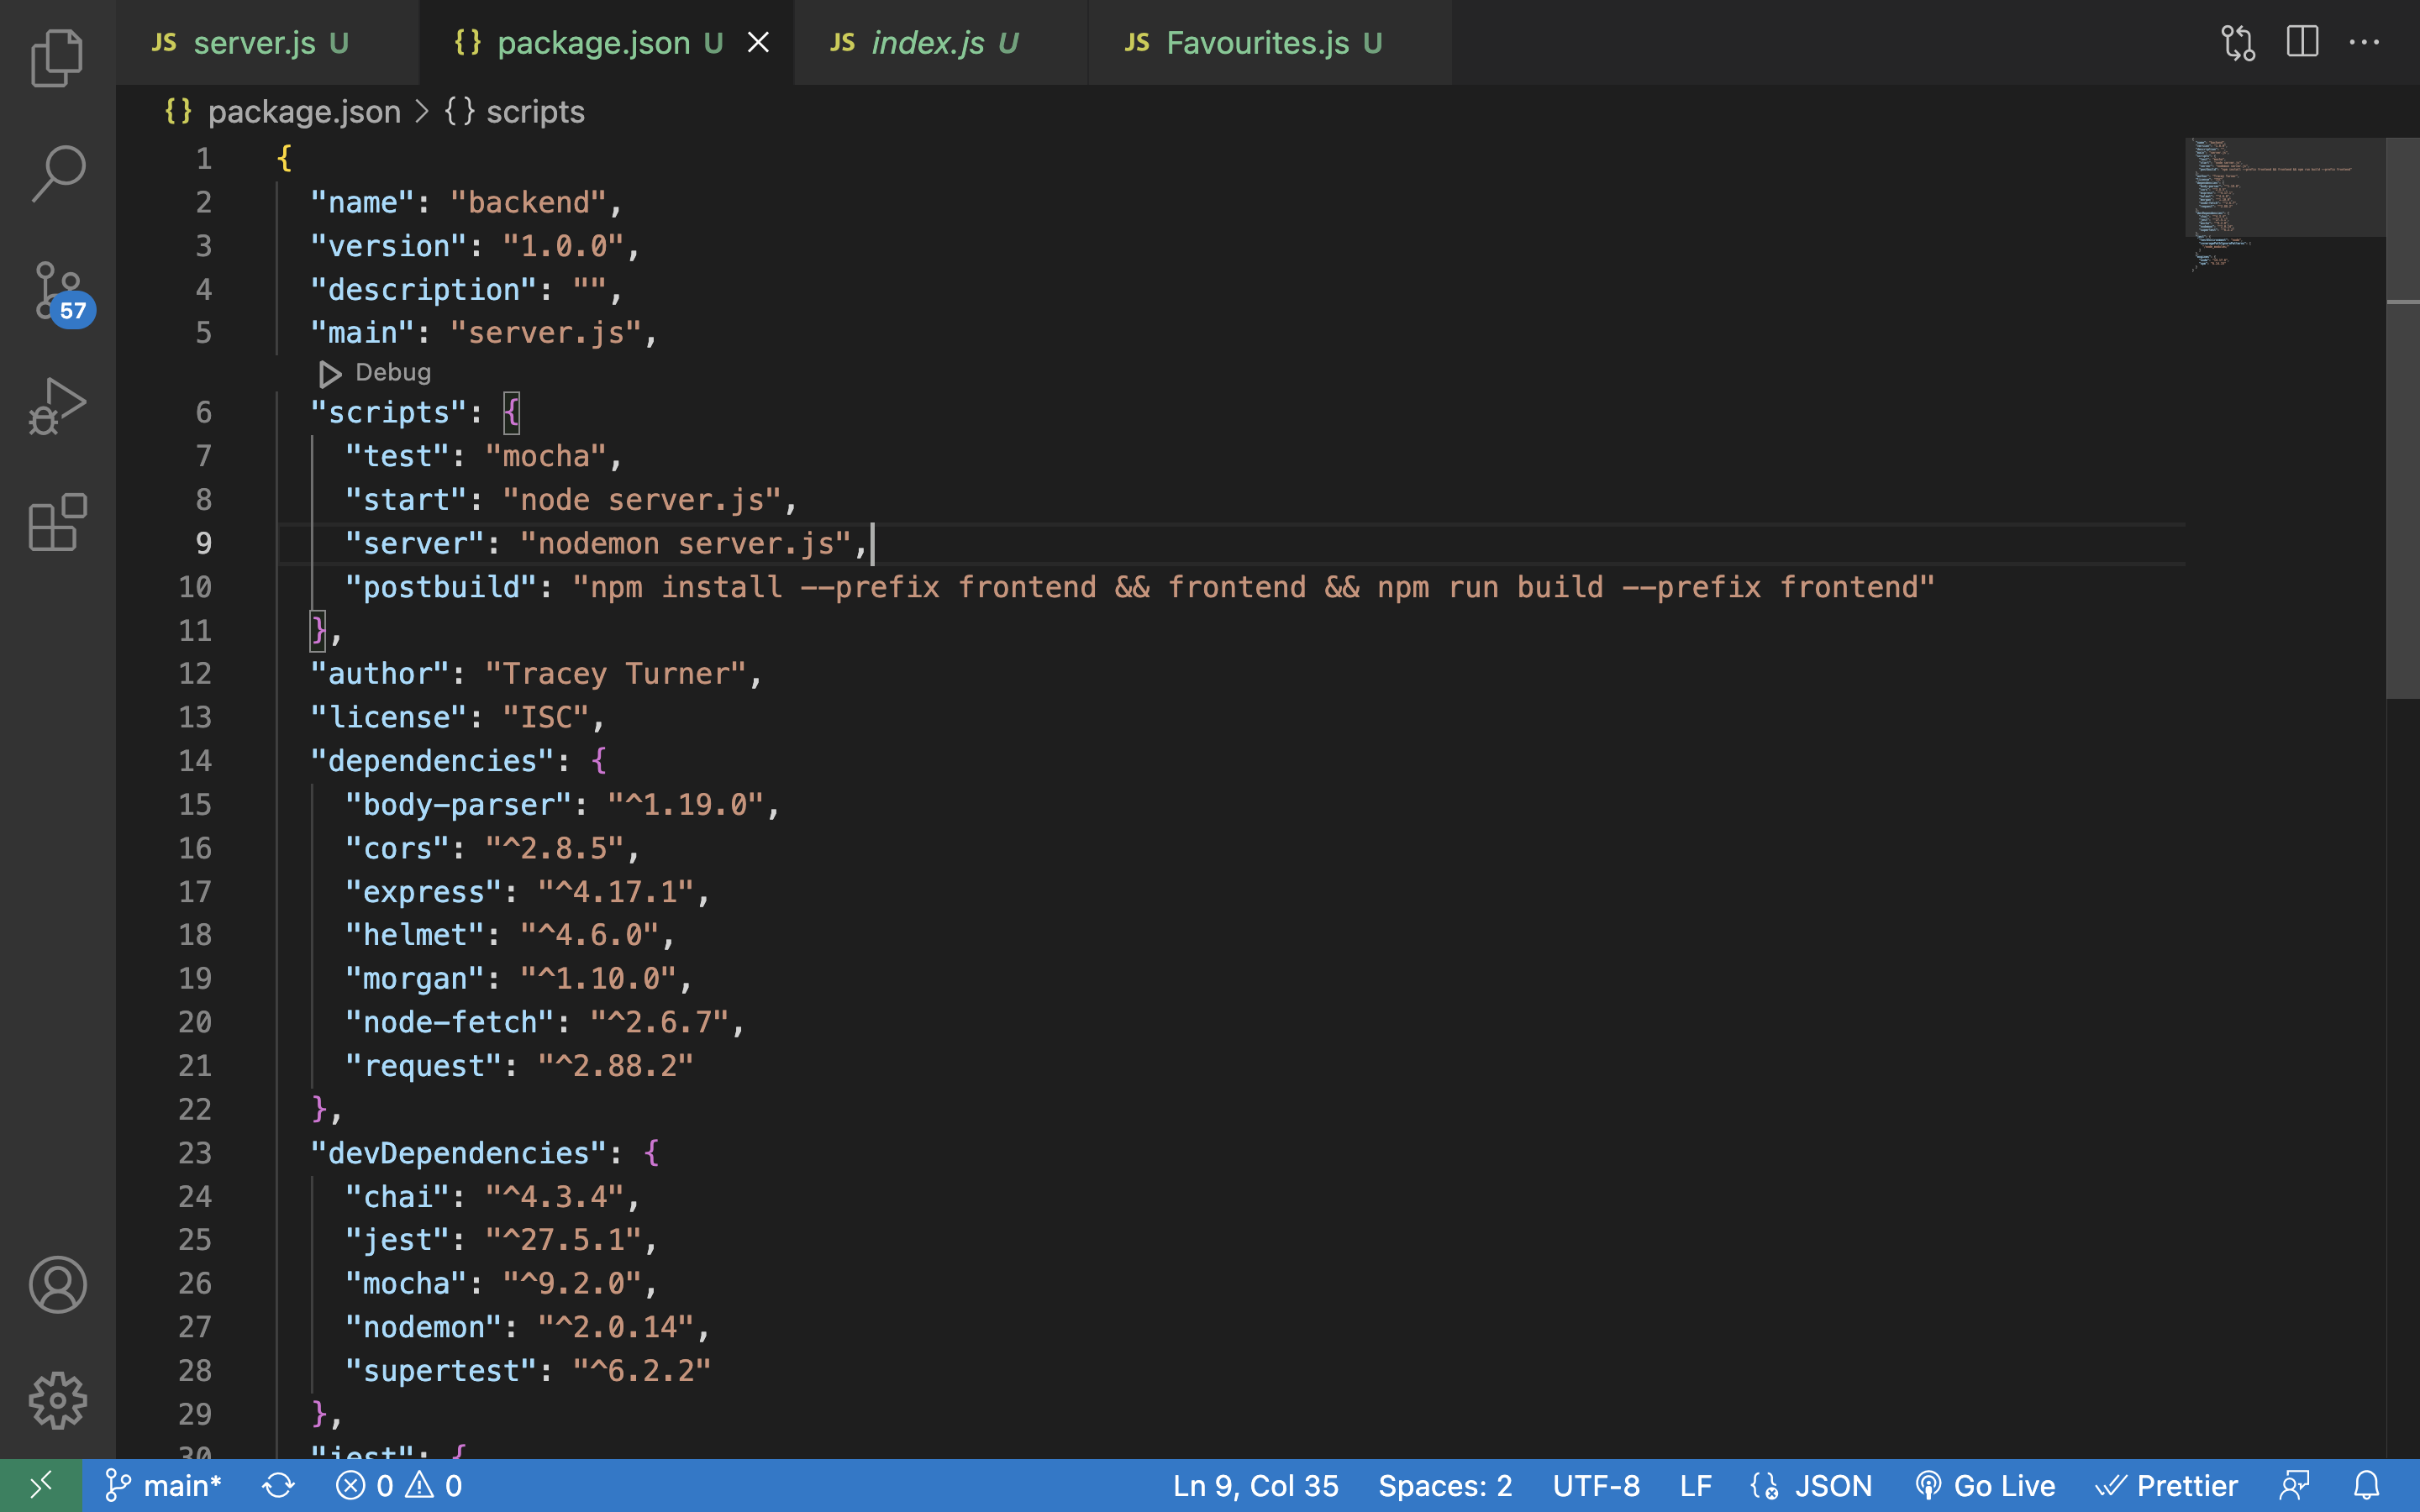 JS server.js U
{} package.json U
JS index.js U
JS Favourites.js U
{} package.json > {} scripts
57
1 {
2 "name": "backend",
3 "version": "1.0.0",
4 "description": "",
5 "main": "server.js",
Debug
6 "scripts": {
7 "test": "mocha",
8 "start": "node server.js",
9 "server": "nodemon server.js",
10 "postbuild": "npm install --prefix frontend && frontend && npm run build --prefix frontend"
11 },
12 "author": "Tracey Turner",
13 "license": "ISC",
14 "dependencies": {
15 "body-parser": "^1.19.0",
16 "cors": "^2.8.5",
17 "express": "^4.17.1",
18 "helmet": "^4.6.0",
19 "morgan": "^1.10.0",
20 "node-fetch": "^2.6.7",
21 "request": "^2.88.2"
22 },
23 "devDependencies": {
24 "chai": "^4.3.4",
25 "jest": "^27.5.1",
26 "mocha": "^9.2.0",
27 "nodemon": "^2.0.14",
28 "supertest": "^6.2.2"
29 },
30 "jest": {
main* 0 0 Ln 9, Col 35 Spaces: 2 UTF-8 LF {} JSON Go Live Prettier